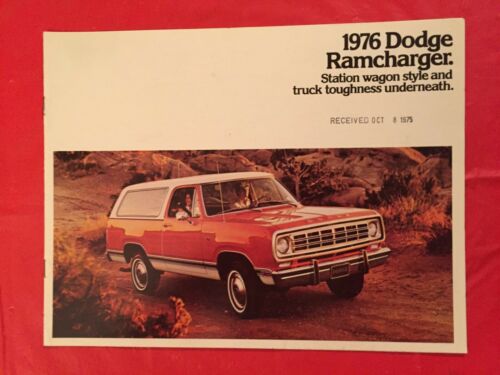 1976 Dodge
Ramcharger.
Station wagon style and
truck toughness underneath.
RECEIVED OCT 8 1975